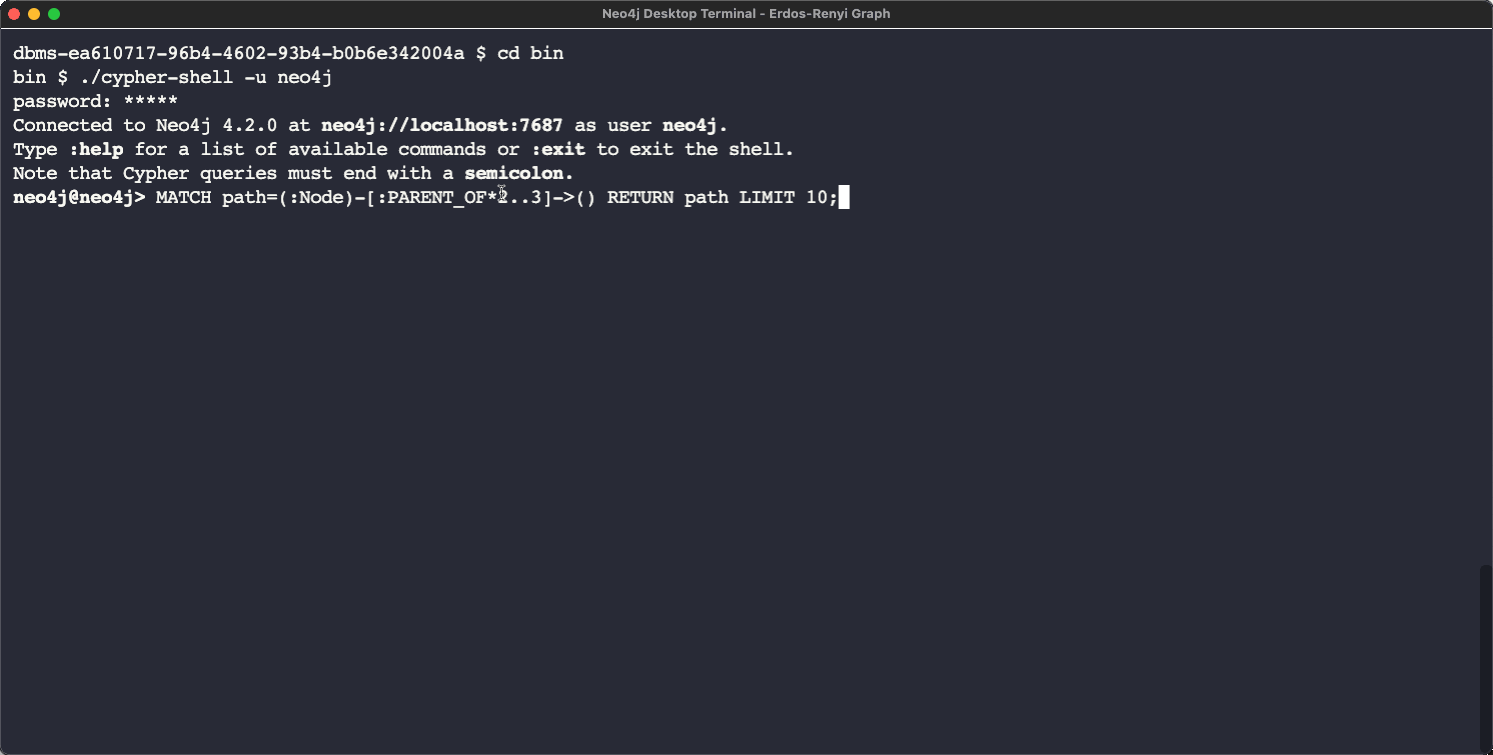 Neo4j Desktop Terminal - Erdos-Renyi Graph
dbms-ea610717-96b4-4602-93b4-b0b6e342004a $ cd bin
bin $ ./cypher-shell -u neo4j
password: *****
Connected to Neo4j 4.2.0 at neo4j://localhost:7687 as user neo4j.
Type :help for a list of available commands or :exit to exit the shell.
Note that Cypher queries must end with a semicolon.
neo4j@neo4j> MATCH path=(:Node)-[:PARENT_OF*2..3]->() RETURN path LIMIT 10;